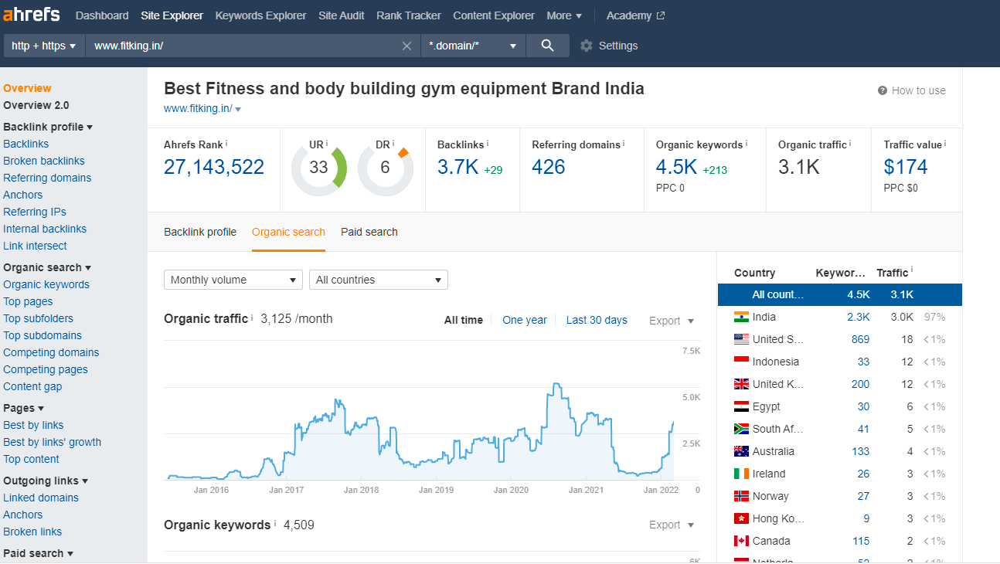 ahrefs Dashboard Site Explorer Keywords Explorer Site Audit Rank Tracker Content Explorer More Academy
http + https www.fitking.in/ *.domain/* Settings
Overview
Overview 2.0
Backlink profile
Backlinks
Broken backlinks
Referring domains
Anchors
Referring IPs
Internal backlinks
Link intersect
Organic search
Organic keywords
Top pages
Top subfolders
Top subdomains
Competing domains
Competing pages
Content gap
Pages
Best by links
Best by links' growth
Top content
Outgoing links
Linked domains
Anchors
Broken links
Paid search
Best Fitness and body building gym equipment Brand India
How to use
www.fitking.in/
Ahrefs Rank i
27,143,522
UR i
33
DR i
6
Backlinks i
3.7K +29
Referring domains i
426
Organic keywords i
4.5K +213
PPC 0
Organic traffic i
3.1K
Traffic value i
$174
PPC $0
Backlink profile Organic search Paid search
Monthly volume All countries
Organic traffic i 3,125 /month All time One year Last 30 days Export
7.5K
5.0K
2.5K
0
Jan 2016 Jan 2017 Jan 2018 Jan 2019 Jan 2020 Jan 2021 Jan 2022
Organic keywords i 4,509 Export
6K
Country Keywor... Traffic i
All count... 4.5K 3.1K
India 2.3K 3.0K 97%
United S... 869 18 <1%
Indonesia 33 12 <1%
United K... 200 12 <1%
Egypt 30 6 <1%
South Af... 41 5 <1%
Australia 133 4 <1%
Ireland 26 3 <1%
Norway 27 3 <1%
Hong Ko... 9 3 <1%
Canada 115 2 <1%